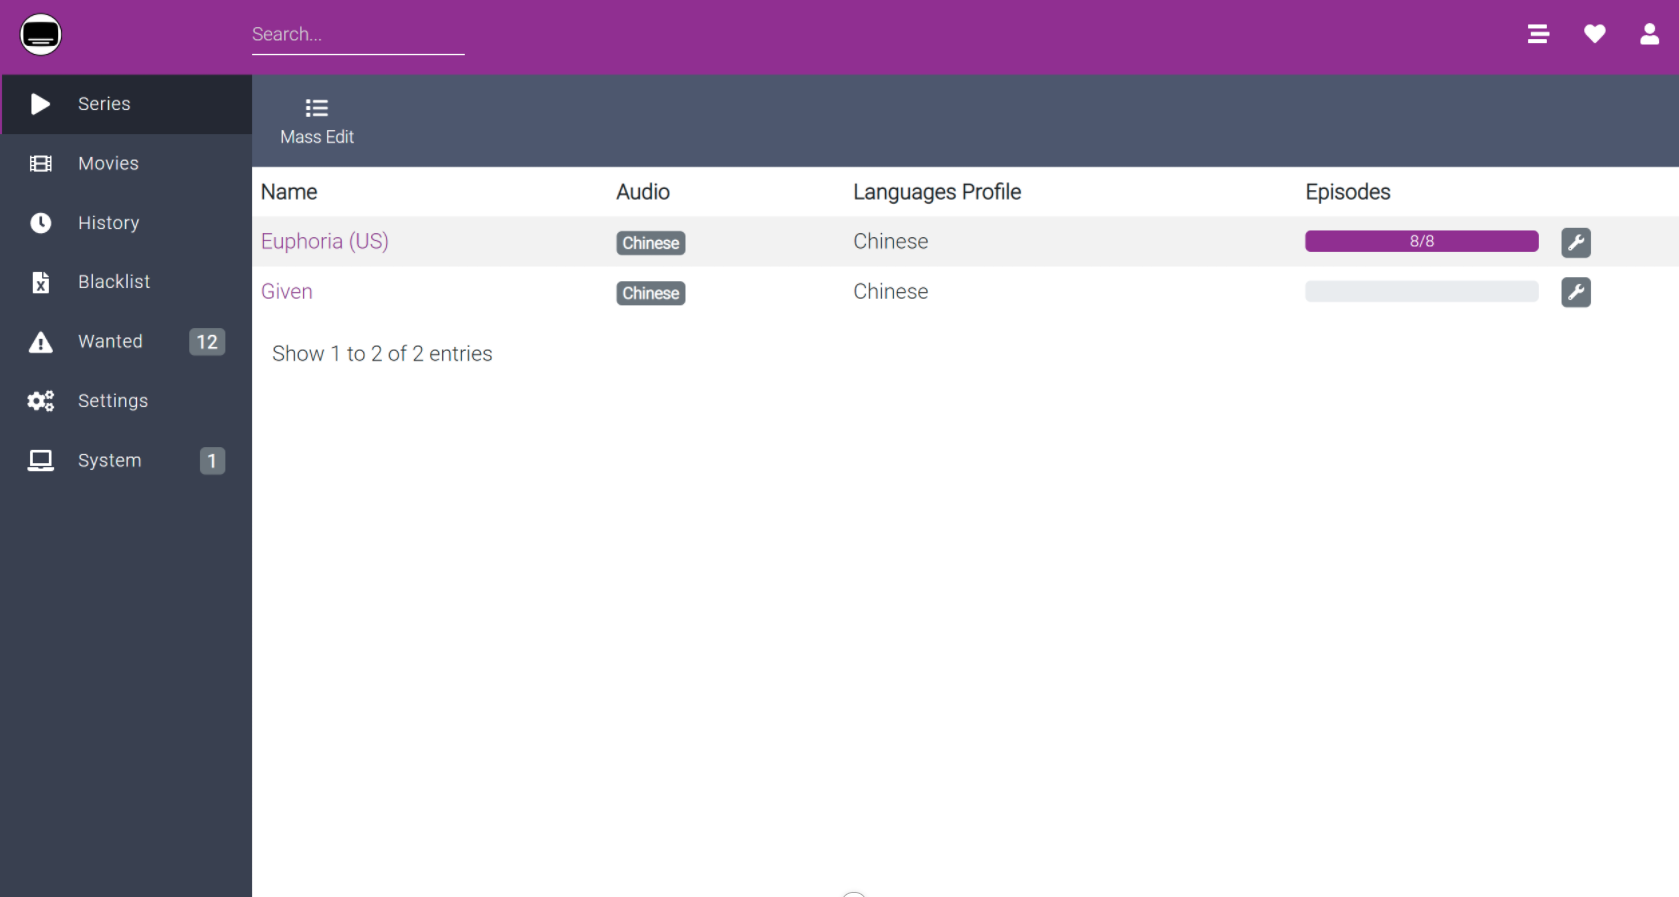 Search...
Series
Movies
History
Blacklist
Wanted 12
Settings
System 1
Mass Edit
Name Audio Languages Profile Episodes
Euphoria (US) Chinese Chinese 8/8
Given Chinese Chinese
Show 1 to 2 of 2 entries